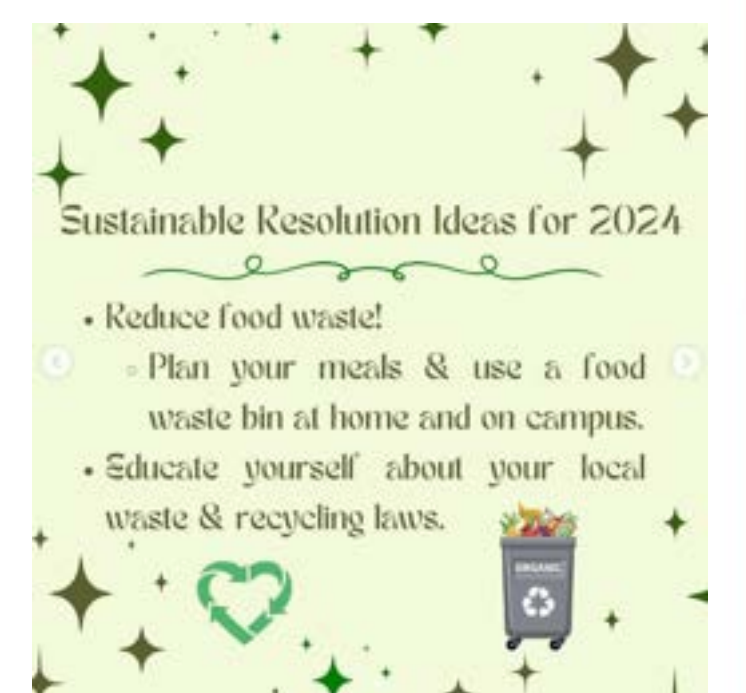 Sustainable Resolution Ideas for 2024
• Reduce food waste!
◦ Plan your meals & use a food
waste bin at home and on campus.
• Educate yourself about your local
waste & recycling laws.
ORGANIC